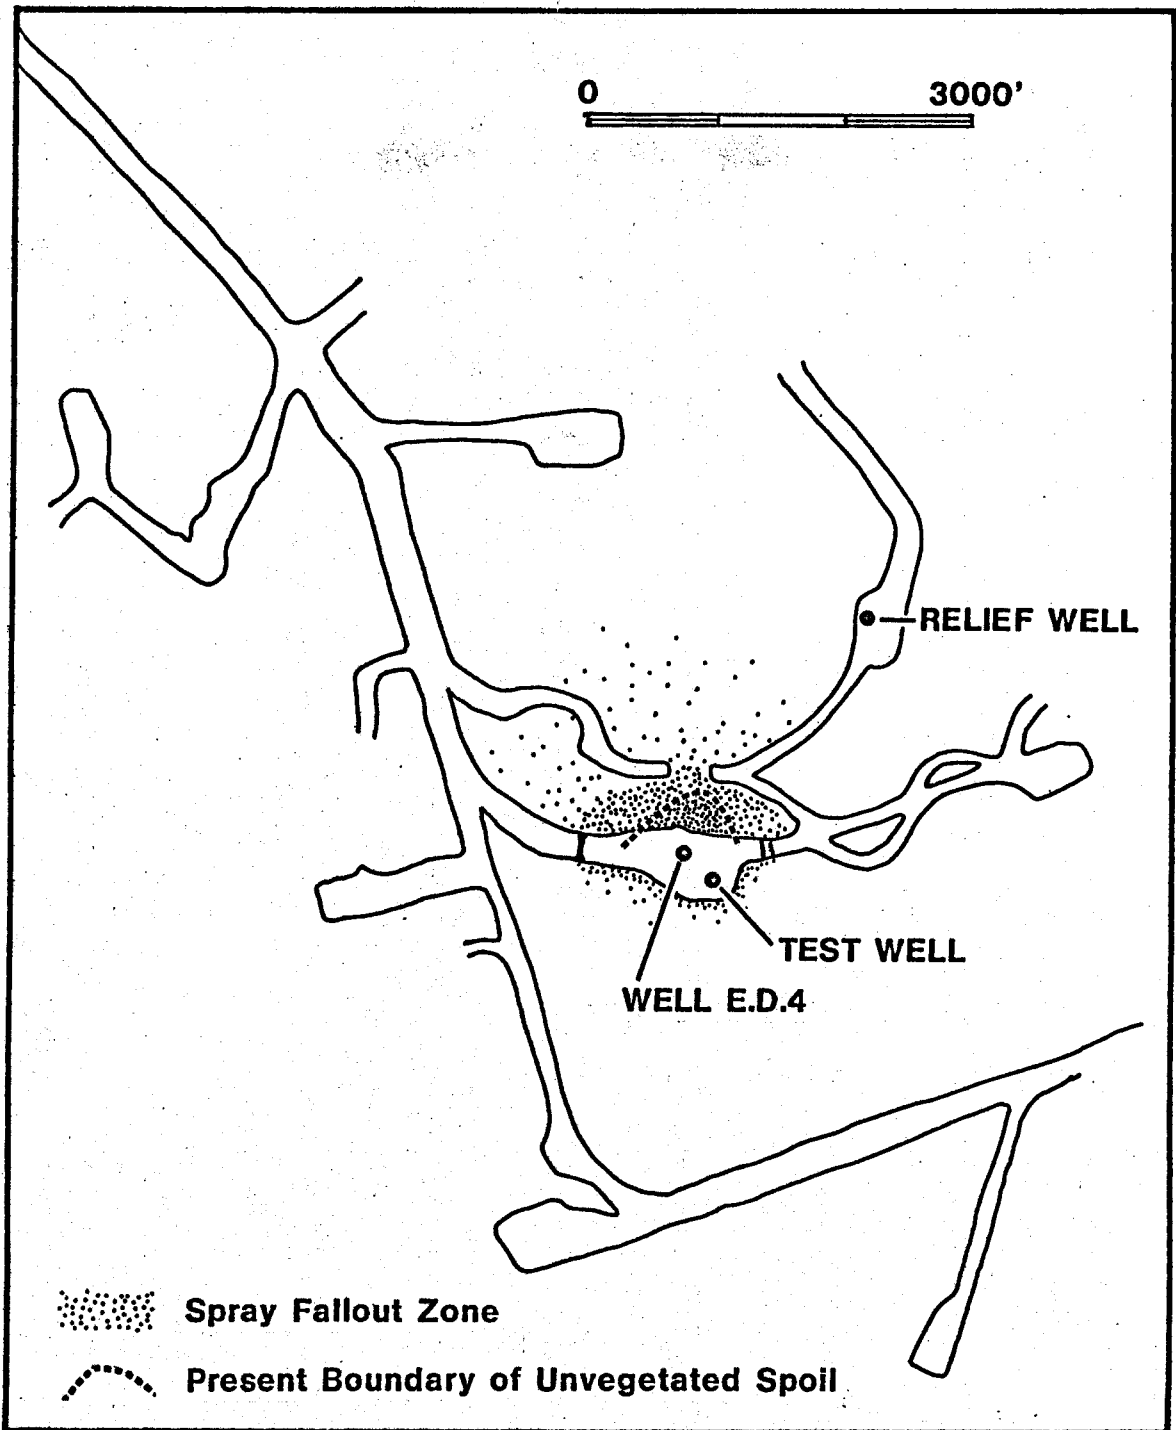 0 3000'
RELIEF WELL
TEST WELL
WELL E.D.4
Spray Fallout Zone
Present Boundary of Unvegetated Spoil